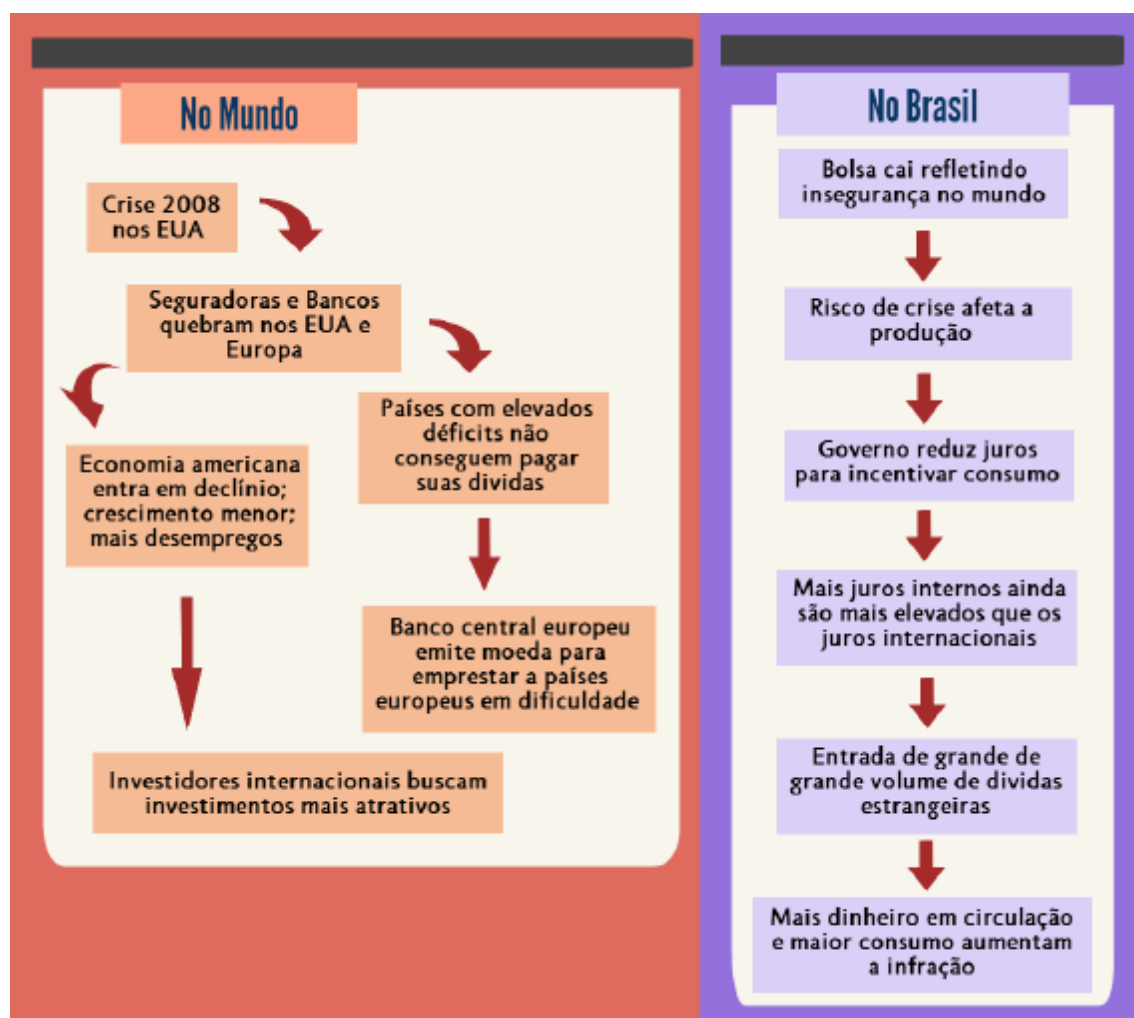 No Mundo
Crise 2008
nos EUA
Seguradoras e Bancos
quebram nos EUA e
Europa
Países com elevados
déficits não
conseguem pagar
suas dividas
Economia americana
entra em declínio;
crescimento menor;
mais desempregos
Banco central europeu
emite moeda para
emprestar a países
europeus em dificuldade
Investidores internacionais buscam
investimentos mais atrativos
No Brasil
Bolsa cai refletindo
insegurança no mundo
Risco de crise afeta a
produção
Governo reduz juros
para incentivar consumo
Mais juros internos ainda
são mais elevados que os
juros internacionais
Entrada de grande de
grande volume de dividas
estrangeiras
Mais dinheiro em circulação
e maior consumo aumentam
a infração